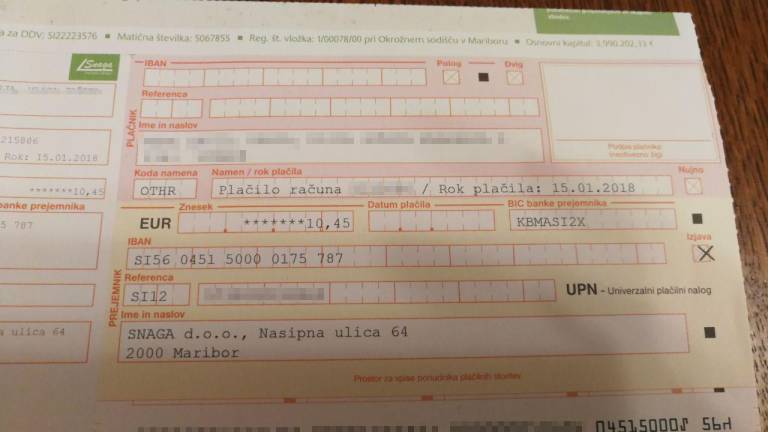 a za DDV: SI22223576 ■ Matična številka: 5067855 ■ Reg. št. vložka: 1/00078/00 pri Okrožnem sodišču v Mariboru ■ Osnovni kapital: 3.990.202,33 €
Snaga
IBAN
Polog
Dvig
Referenca
PLAČNIK
Ime in naslov
Podpis plačnika
(neobvezno žig)
215886
Rok: 15.01.2018
Koda namena
Namen / rok plačila
Nujno
OTHR
Plačilo računa / Rok plačila: 15.01.2018
*******10,45
banke prejemnika
5 787
Znesek
Datum plačila
BIC banke prejemnika
EUR
*******10,45
KBMASI2X
IBAN
Izjava
SI56 0451 5000 0175 787
X
PREJEMNIK
Referenca
SI12
UPN - Univerzalni plačilni nalog
Ime in naslov
a ulica 64
SNAGA d.o.o., Nasipna ulica 64
2000 Maribor
Prostor za vpise ponudnika plačilnih storitev